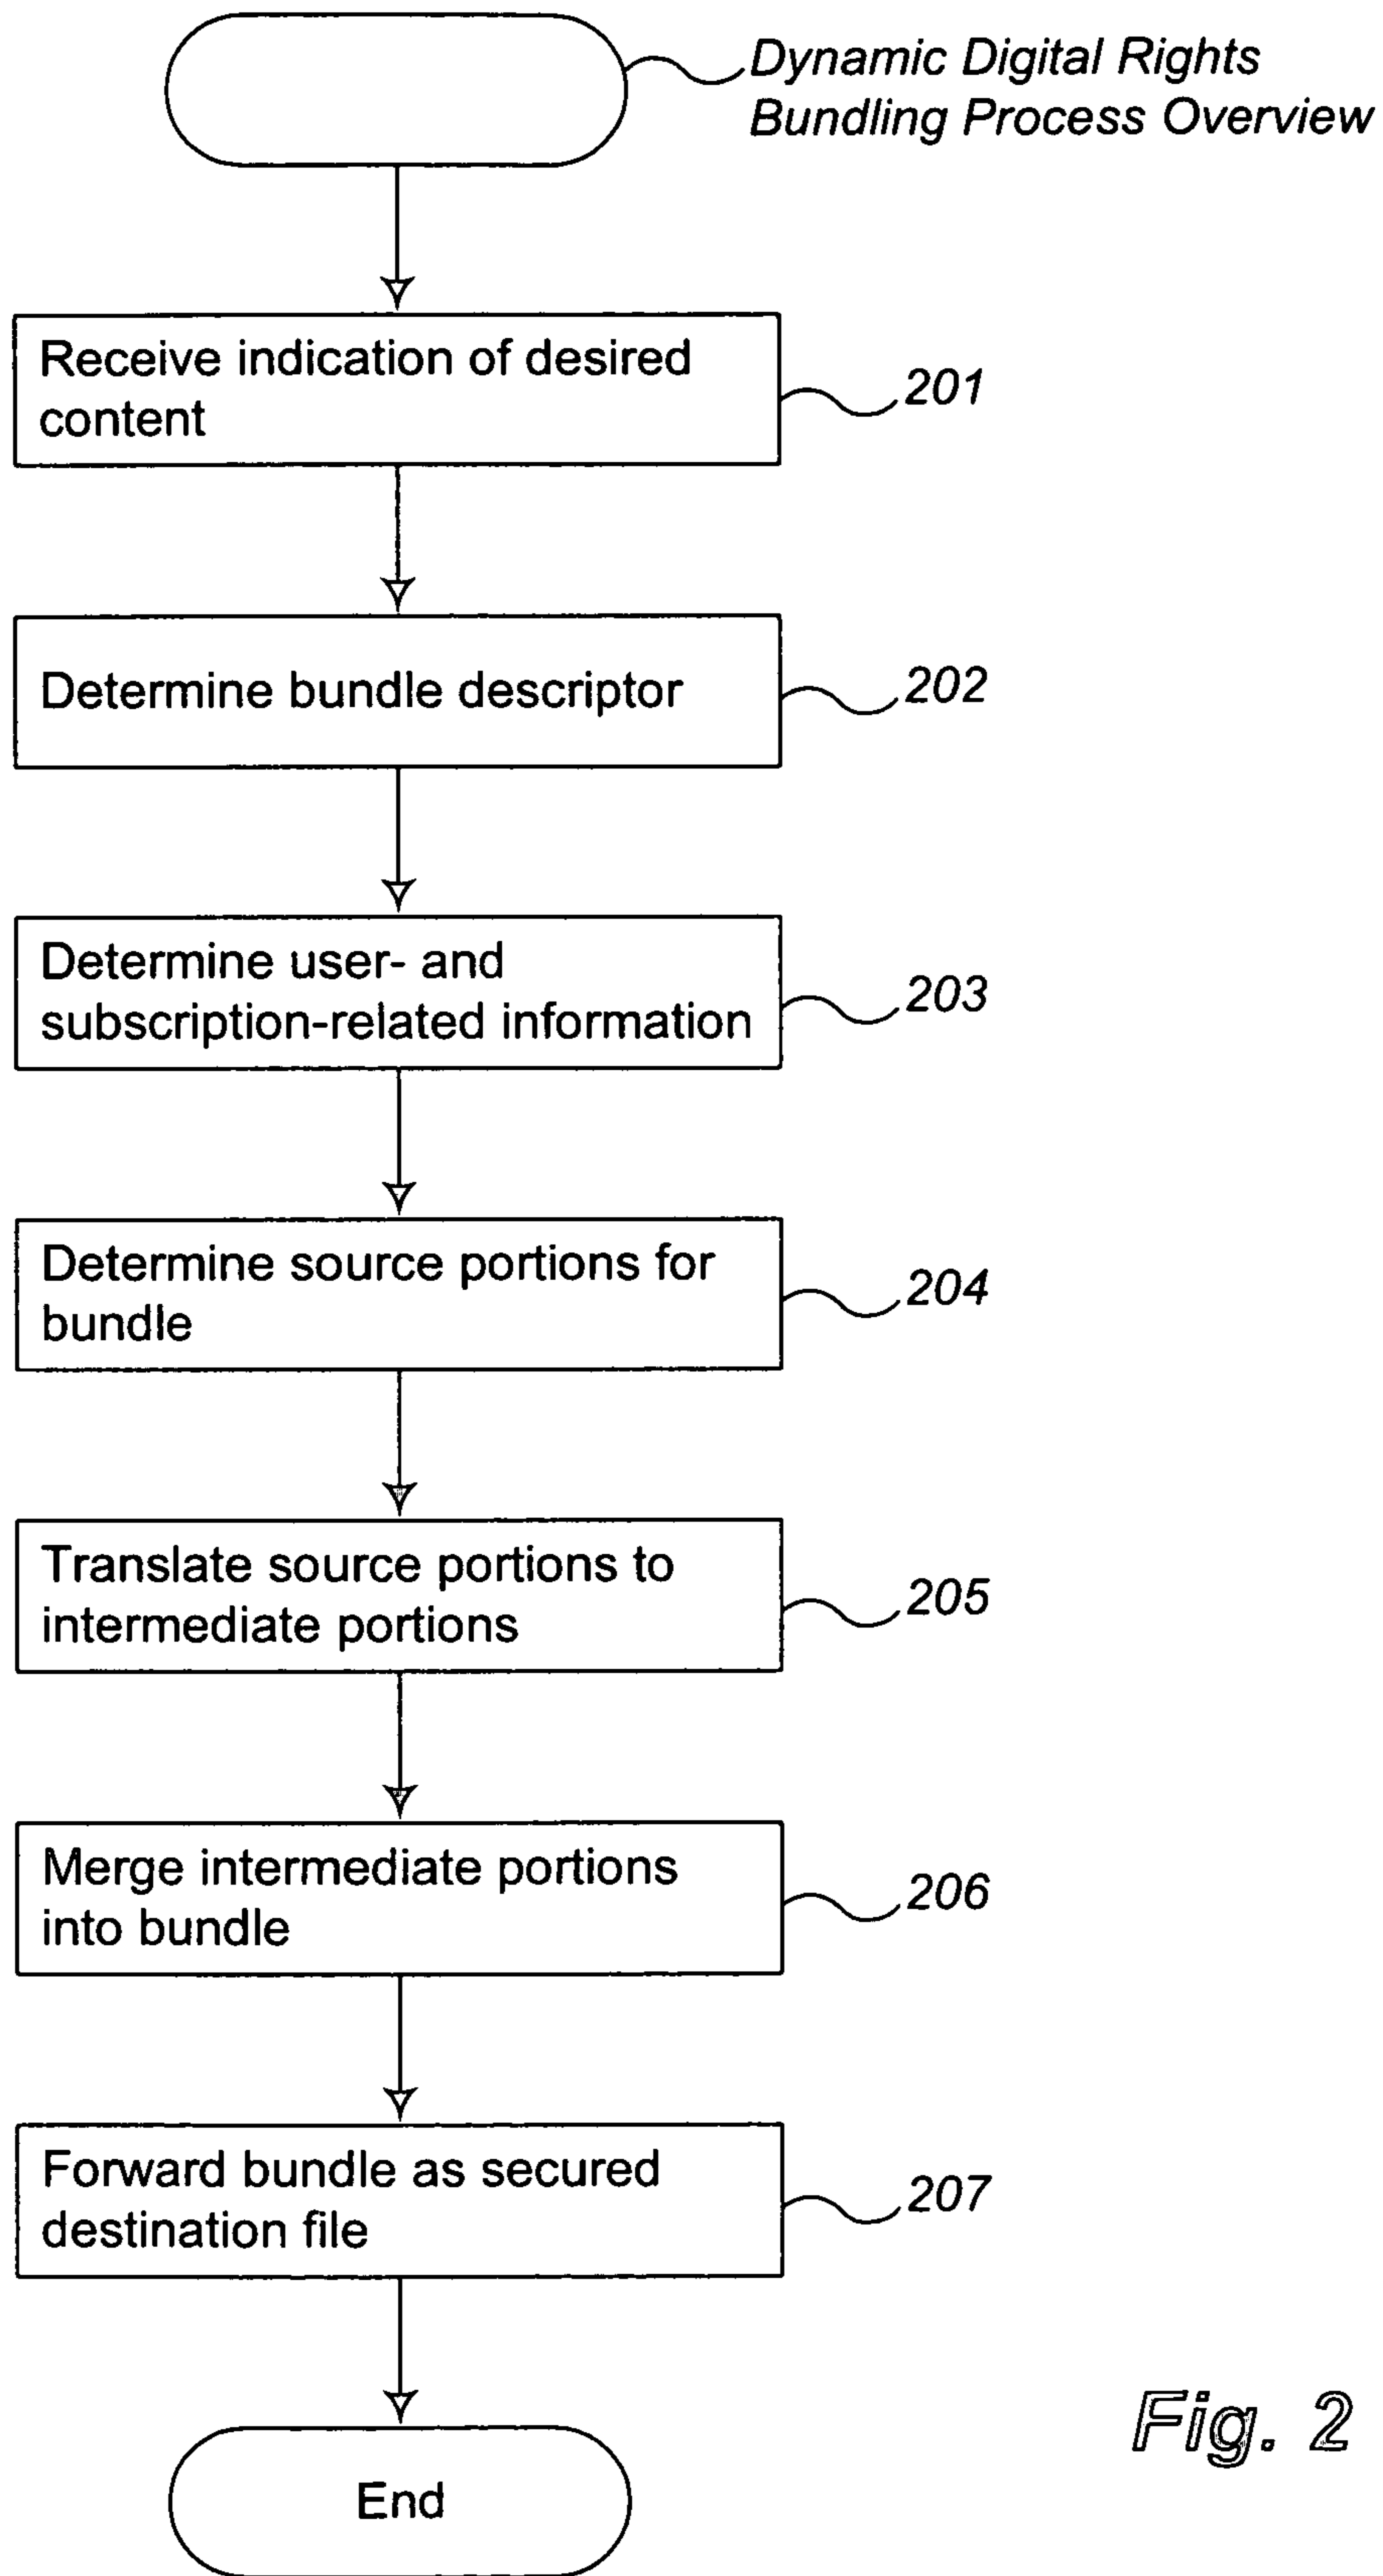 Dynamic Digital Rights
Bundling Process Overview
Receive indication of desired
content
201
Determine bundle descriptor
202
Determine user- and
subscription-related information
203
Determine source portions for
bundle
204
Translate source portions to
intermediate portions
205
Merge intermediate portions
into bundle
206
Forward bundle as secured
destination file
207
End
Fig. 2